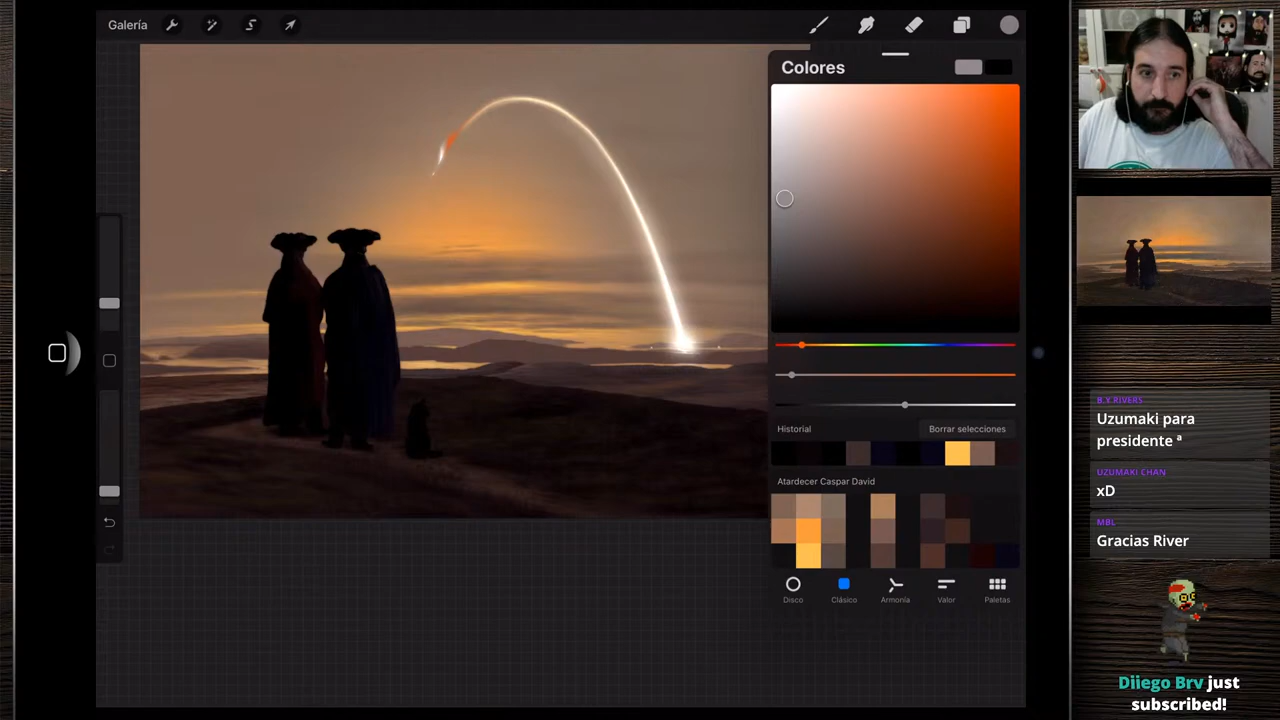 Galería
Colores
Historial
Borrar selecciones
Atardecer Caspar David
Disco
Clásico
Armonía
Valor
Paletas
B.Y.RIVERS
Uzumaki para
presidente ª
UZUMAKI.CHAN
xD
MBL
Gracias River
Diiego Brv just
subscribed!